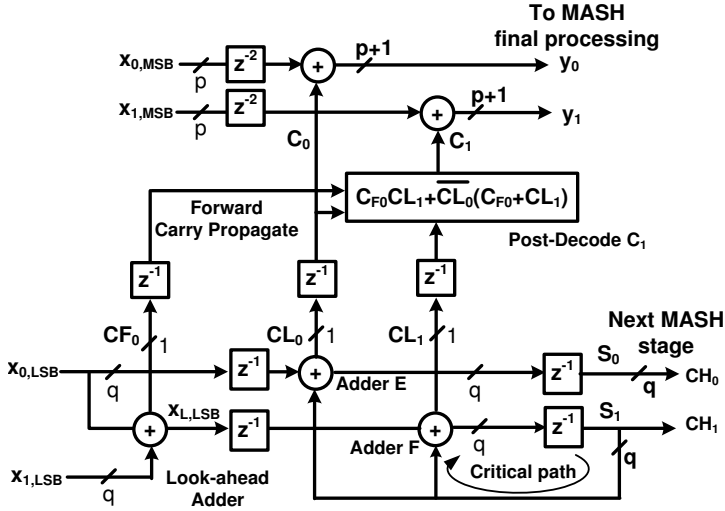 To MASH
final processing
x0,MSB
p
z-2
+
p+1
y0
x1,MSB
p
z-2
+
p+1
y1
C0
C1
CF0CL1+C̅L̅0̅(CF0+CL1)
Forward
Carry Propagate
Post-Decode C1
z-1
z-1
z-1
CF0
1
CL0
1
CL1
1
Next MASH
stage
x0,LSB
q
z-1
+
Adder E
q
z-1
S0
q
CH0
xL,LSB
+
z-1
Adder F
+
q
z-1
S1
q
CH1
x1,LSB
q
Look-ahead
Adder
Critical path